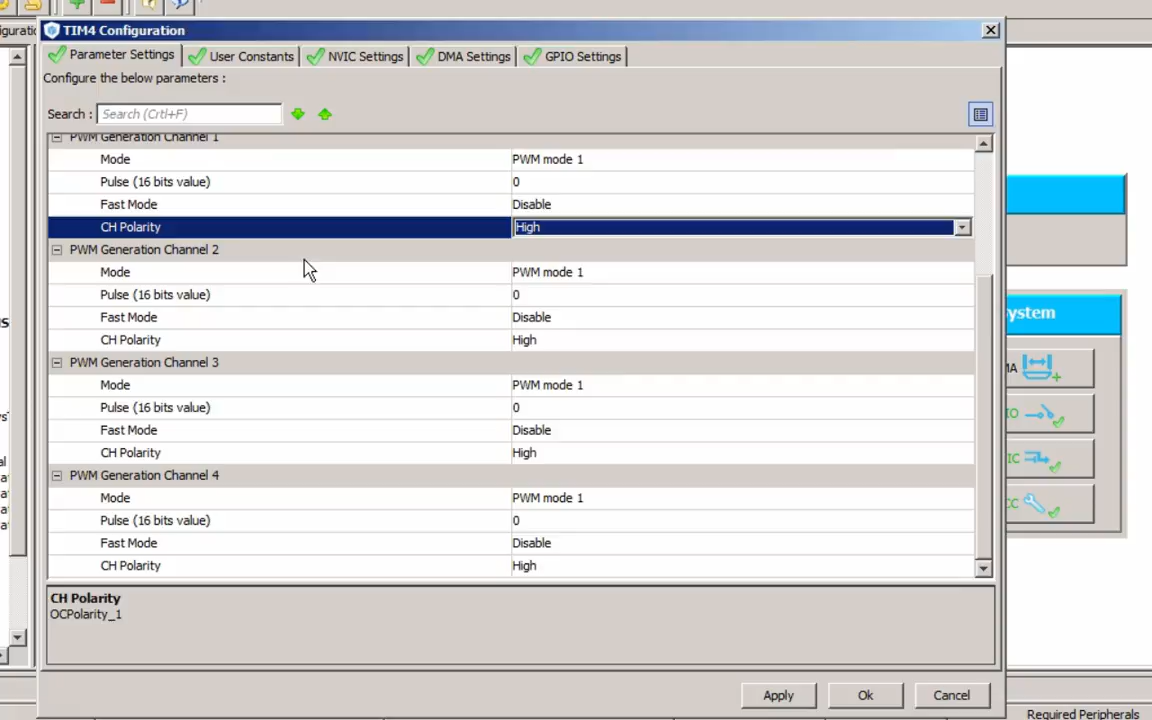 TIM4 Configuration
Parameter Settings
User Constants
NVIC Settings
DMA Settings
GPIO Settings
Configure the below parameters :
Search : Search (Crtl+F)
PWM Generation Channel 1
Mode PWM mode 1
Pulse (16 bits value) 0
Fast Mode Disable
CH Polarity High
PWM Generation Channel 2
Mode PWM mode 1
Pulse (16 bits value) 0
Fast Mode Disable
CH Polarity High
PWM Generation Channel 3
Mode PWM mode 1
Pulse (16 bits value) 0
Fast Mode Disable
CH Polarity High
PWM Generation Channel 4
Mode PWM mode 1
Pulse (16 bits value) 0
Fast Mode Disable
CH Polarity High
CH Polarity
OCPolarity_1
Apply Ok Cancel
ystem
Required Peripherals